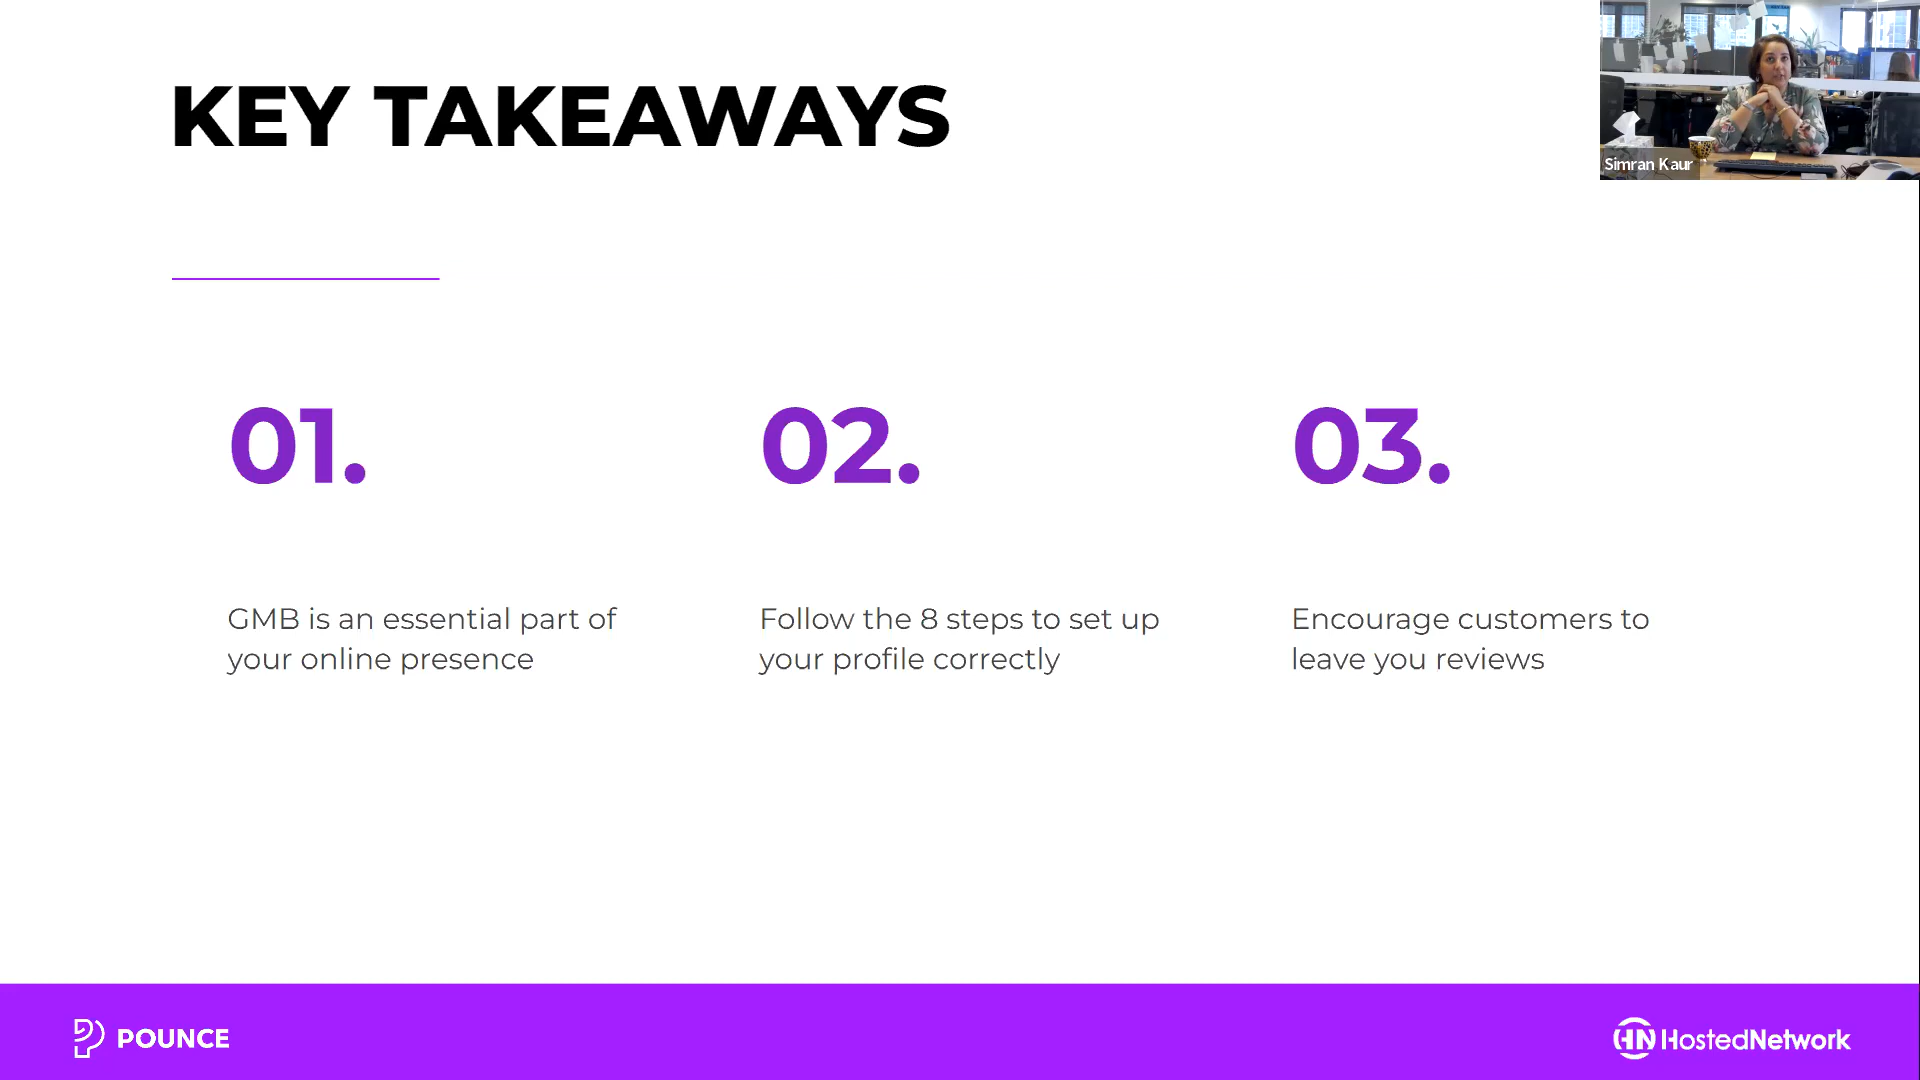 KEY TAKEAWAYS
Simran Kaur
01.
GMB is an essential part of
your online presence
02.
Follow the 8 steps to set up
your profile correctly
03.
Encourage customers to
leave you reviews
POUNCE
HN HostedNetwork